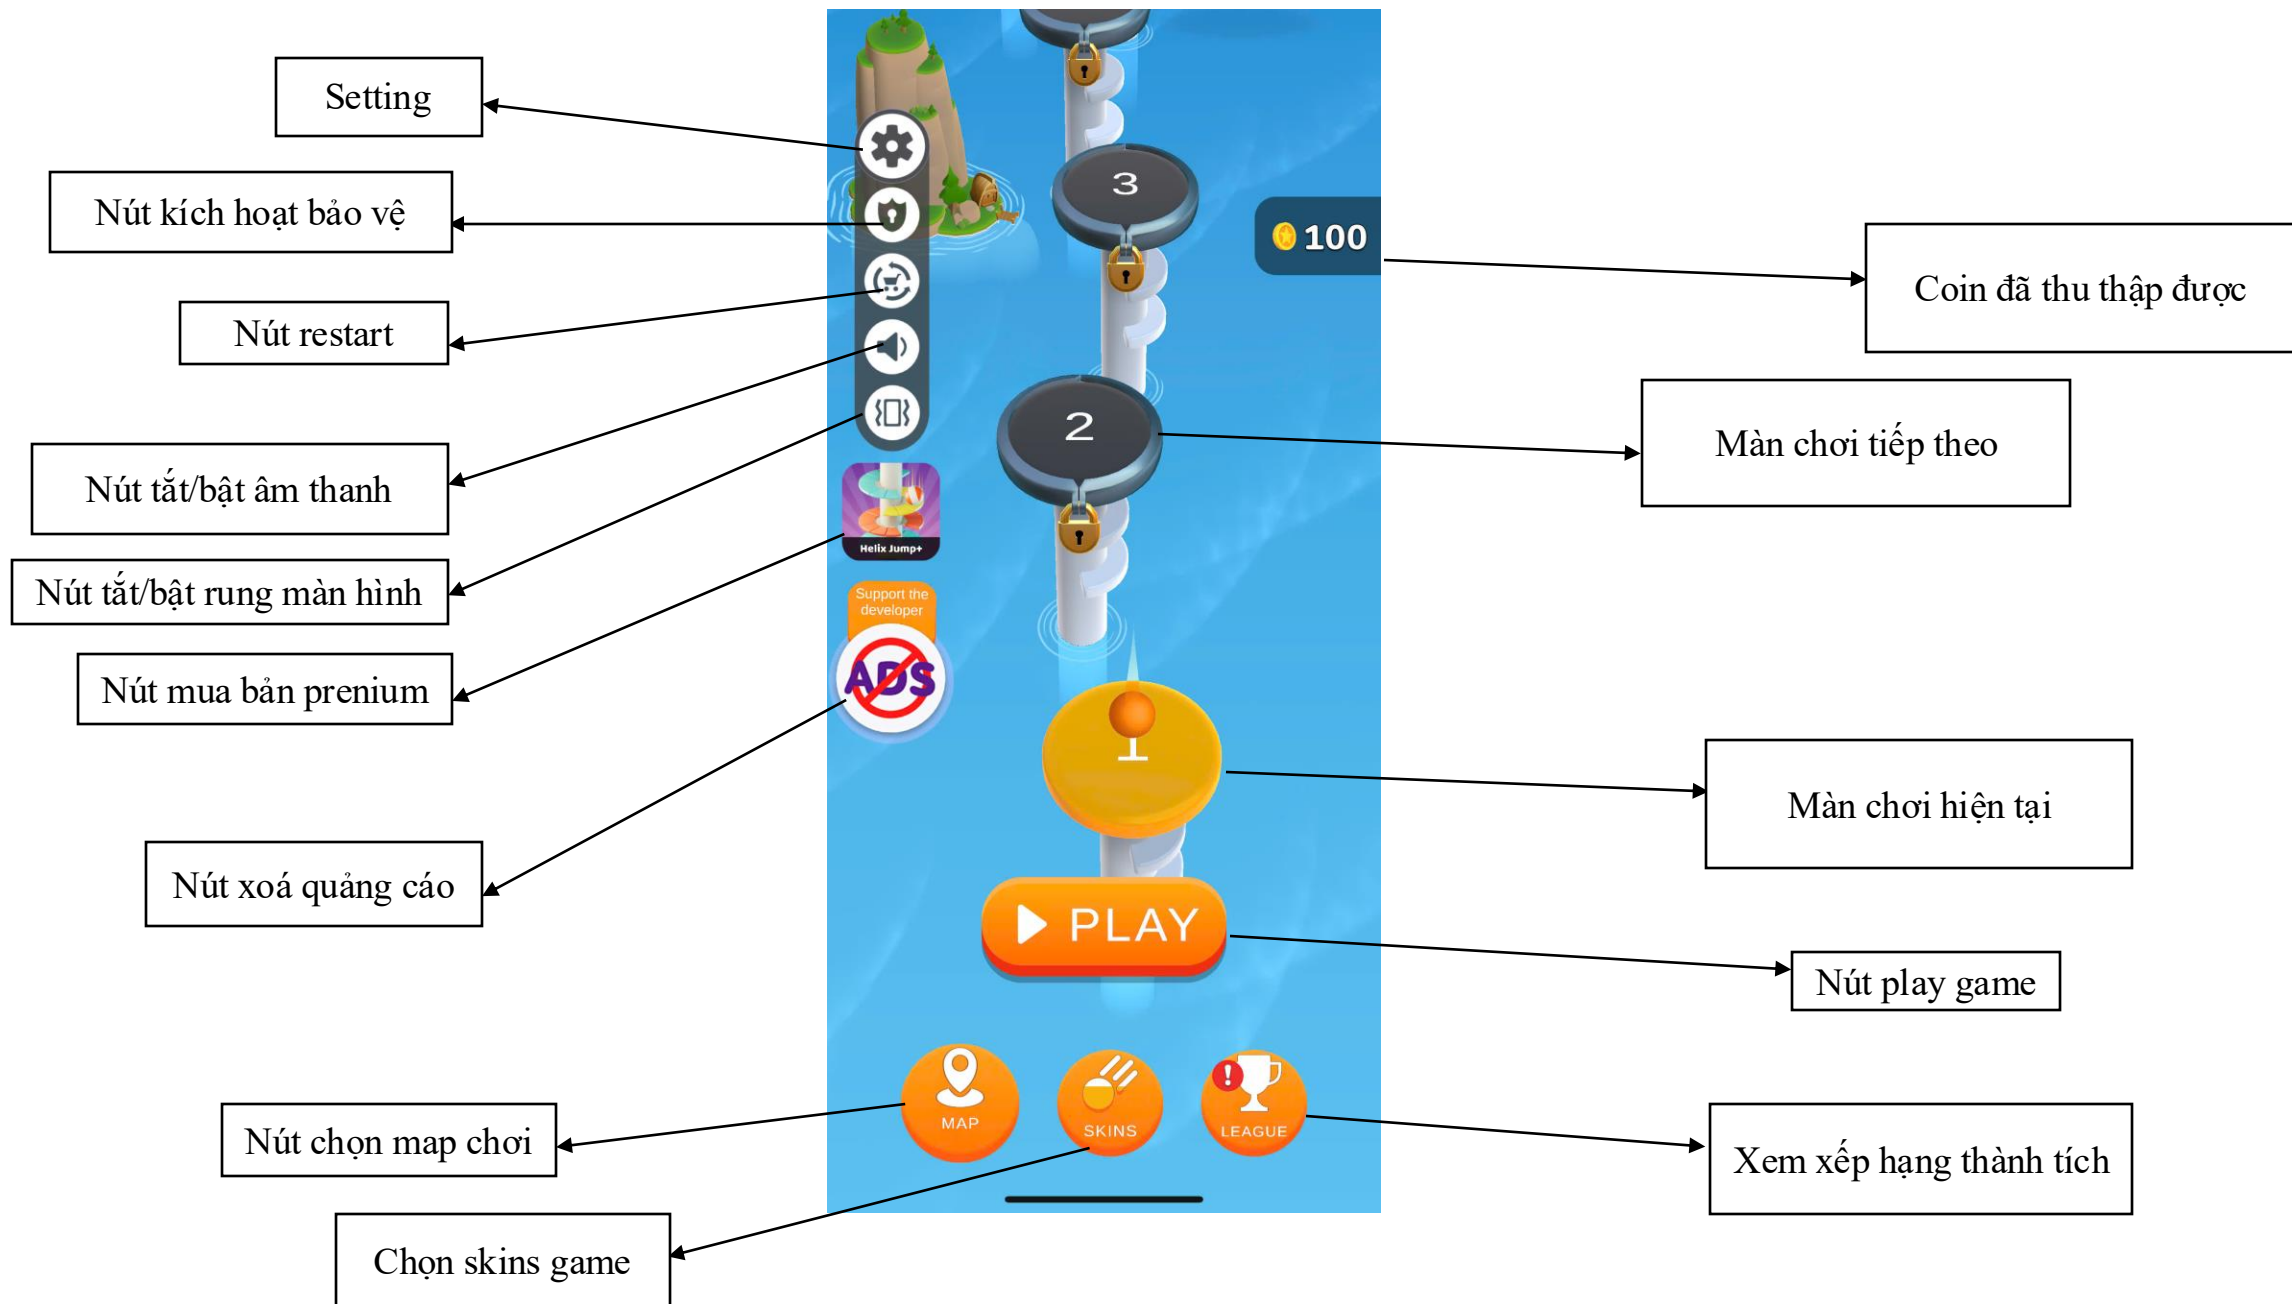 Setting
Nút kích hoạt bảo vệ
Nút restart
Nút tắt/bật âm thanh
Nút tắt/bật rung màn hình
Nút mua bản prenium
Nút xoá quảng cáo
Nút chọn map chơi
Chọn skins game
3
100
2
Helix Jump+
Support the
developer
ADS
1
PLAY
MAP
SKINS
!
LEAGUE
Coin đã thu thập được
Màn chơi tiếp theo
Màn chơi hiện tại
Nút play game
Xem xếp hạng thành tích